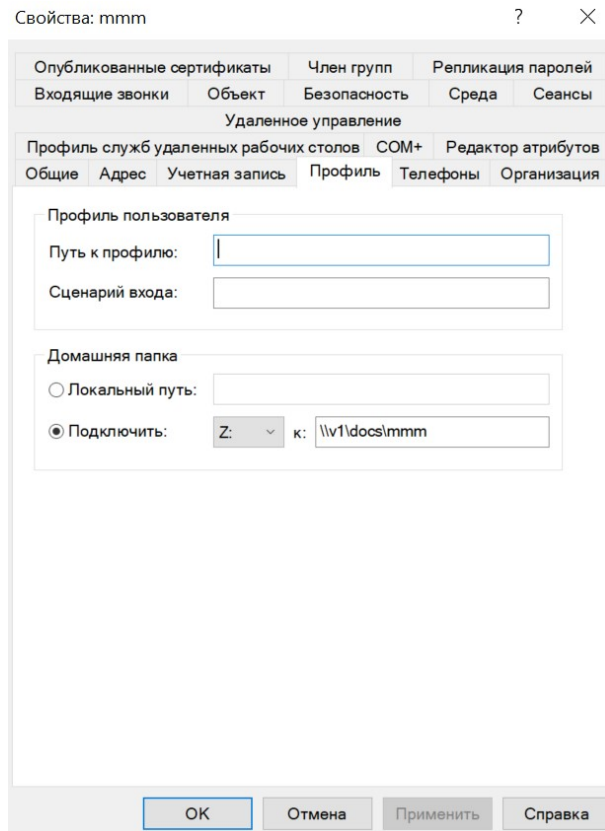 Свойства: mmm ? ×
Опубликованные сертификаты Член групп Репликация паролей
Входящие звонки Объект Безопасность Среда Сеансы
Удаленное управление
Профиль служб удаленных рабочих столов COM+ Редактор атрибутов
Общие Адрес Учетная запись Профиль Телефоны Организация
Профиль пользователя
Путь к профилю:
Сценарий входа:
Домашняя папка
Локальный путь:
Подключить: Z: к: \\v1\docs\mmm
OK Отмена Применить Справка